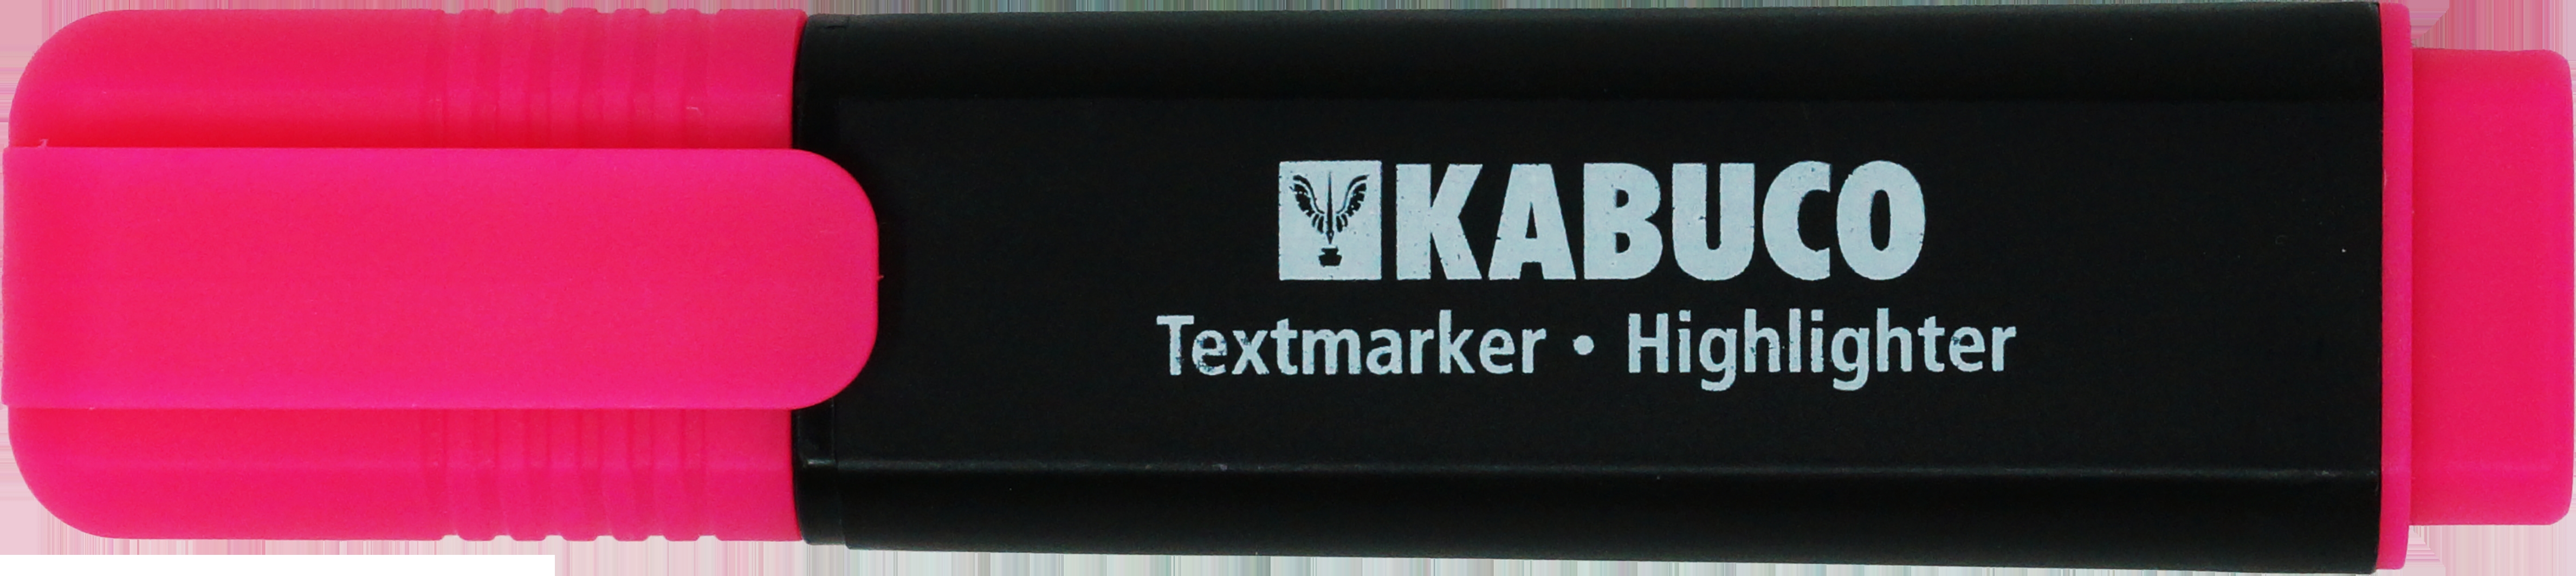 KABUCO
Textmarker • Highlighter